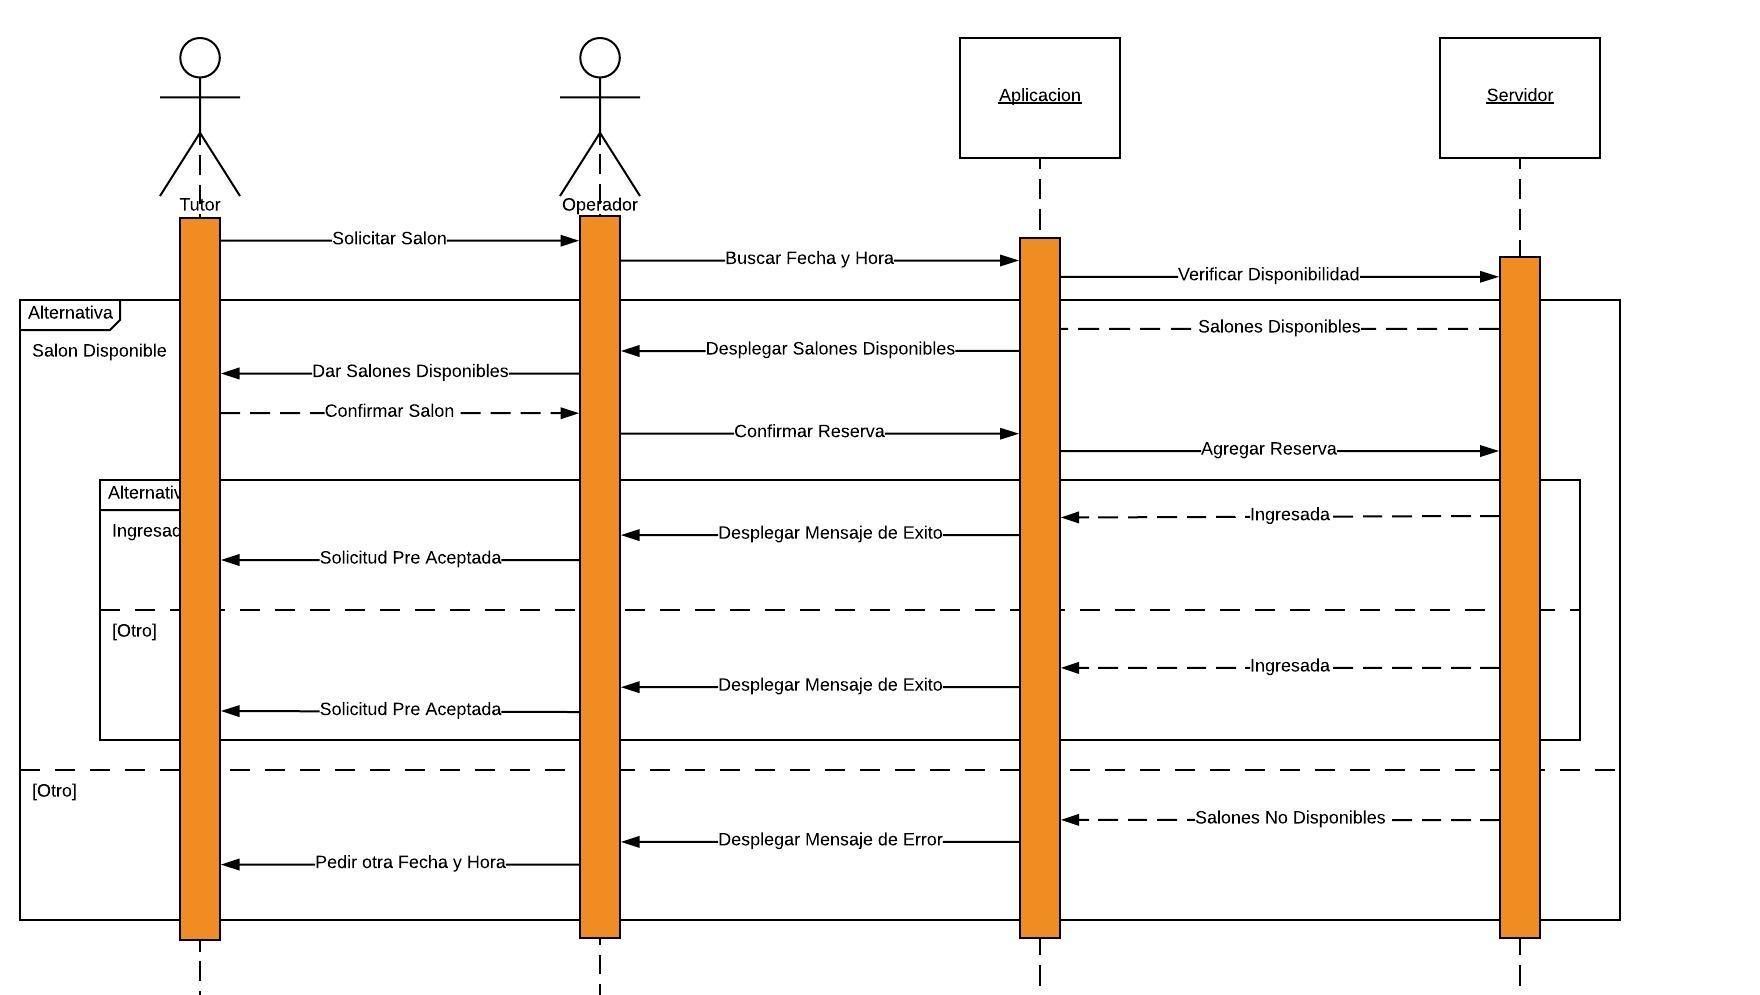 Aplicacion
Servidor
Tutor
Operador
Solicitar Salon
Buscar Fecha y Hora
Verificar Disponibilidad
Alternativa
Salones Disponibles
Salon Disponible
Desplegar Salones Disponibles
Dar Salones Disponibles
Confirmar Salon
Confirmar Reserva
Agregar Reserva
Alternativ
Ingresada
Ingresad
Desplegar Mensaje de Exito
Solicitud Pre Aceptada
[Otro]
Ingresada
Desplegar Mensaje de Exito
Solicitud Pre Aceptada
[Otro]
Salones No Disponibles
Desplegar Mensaje de Error
Pedir otra Fecha y Hora